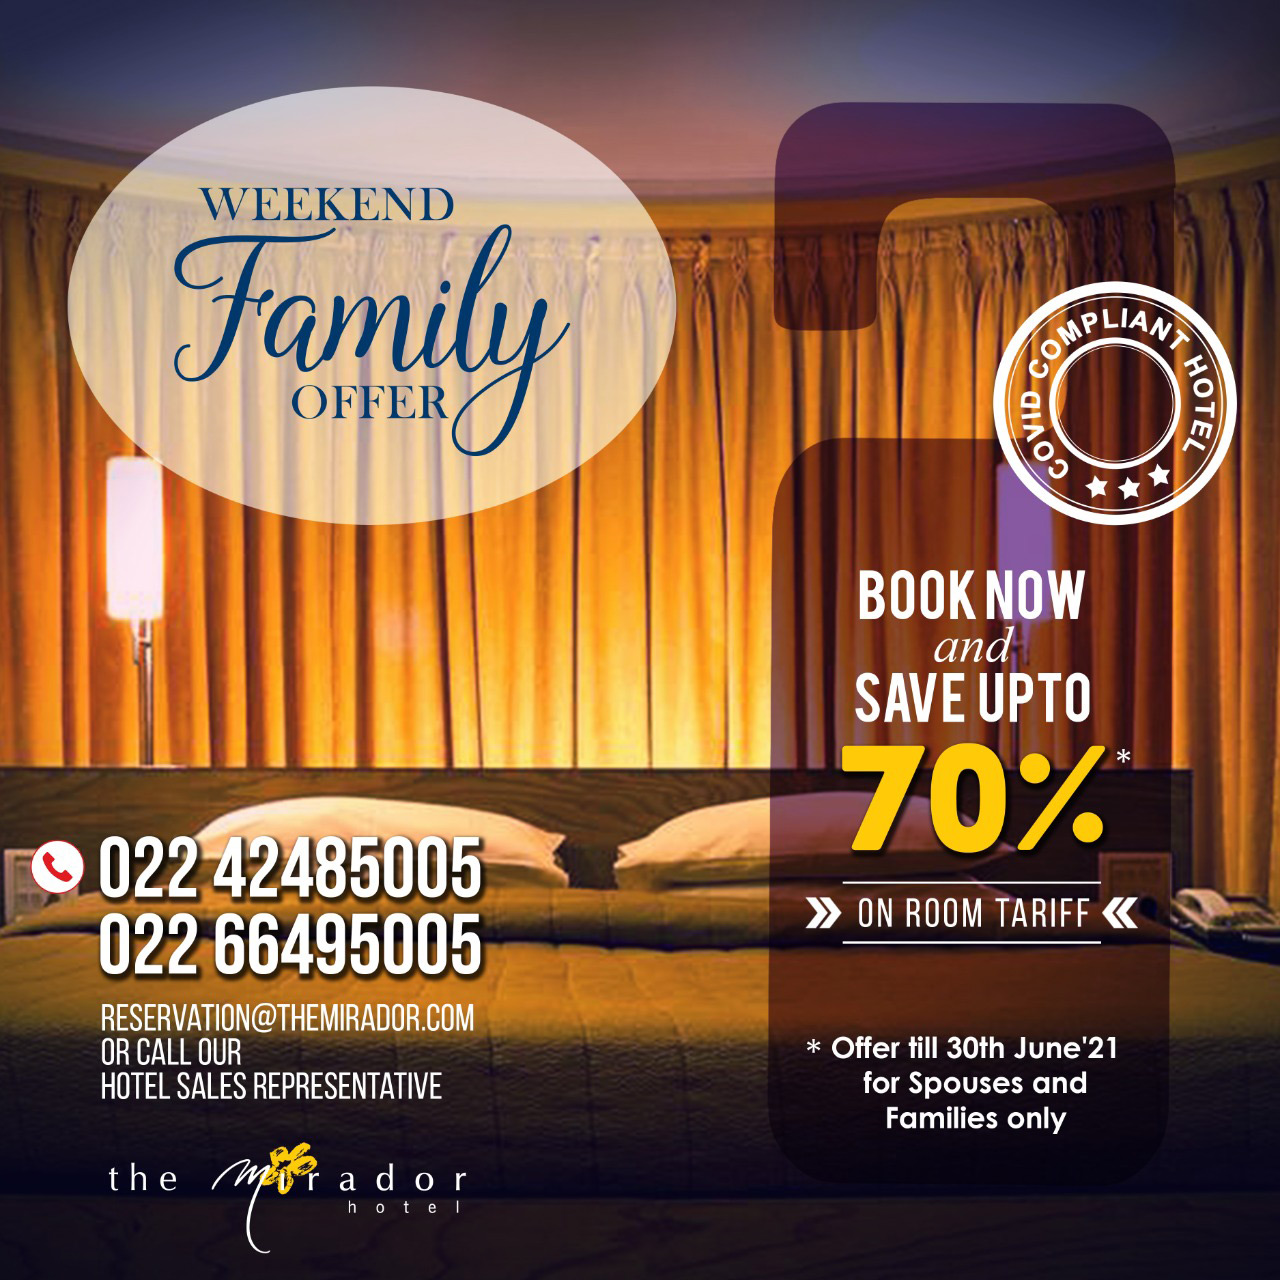 WEEKEND
Family
OFFER
COVID COMPLIANT HOTEL
BOOK NOW
and
SAVE UPTO
70%*
ON ROOM TARIFF
* Offer till 30th June'21
for Spouses and
Families only
022 42485005
022 66495005
RESERVATION@THEMIRADOR.COM
OR CALL OUR
HOTEL SALES REPRESENTATIVE
the Mirador
hotel